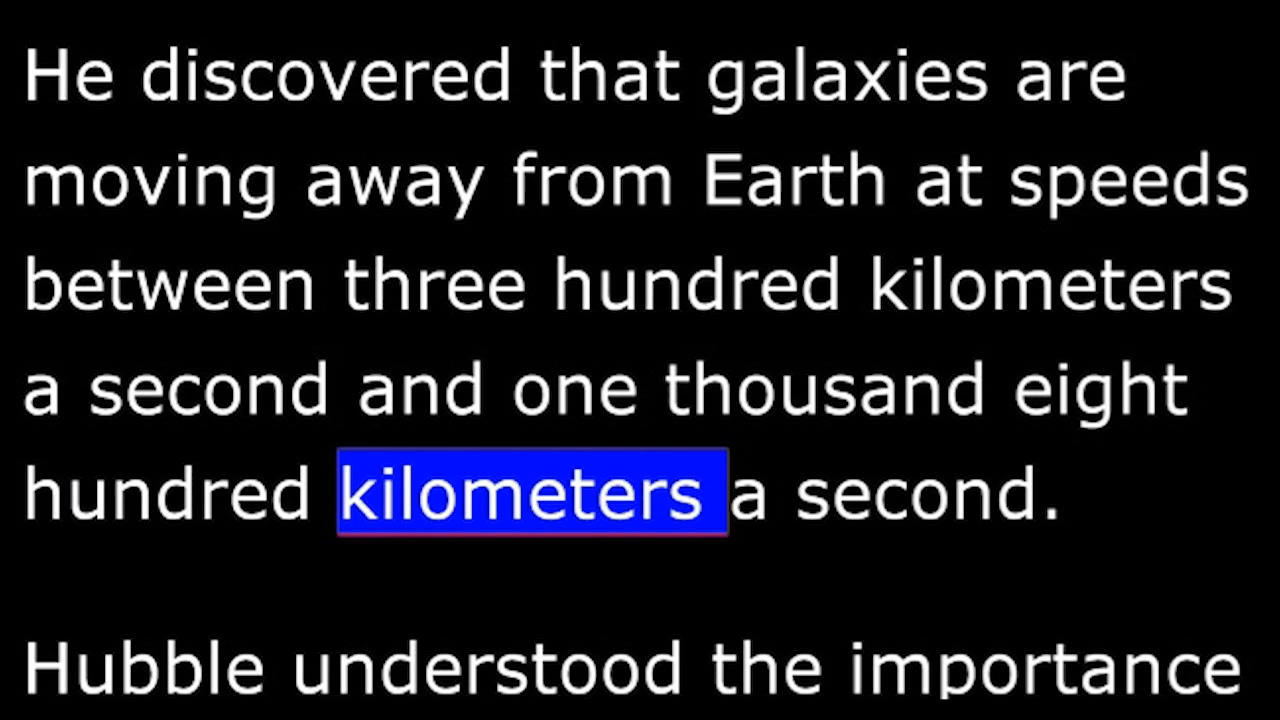 He discovered that galaxies are
moving away from Earth at speeds
between three hundred kilometers
a second and one thousand eight
hundred kilometers a second.
Hubble understood the importance